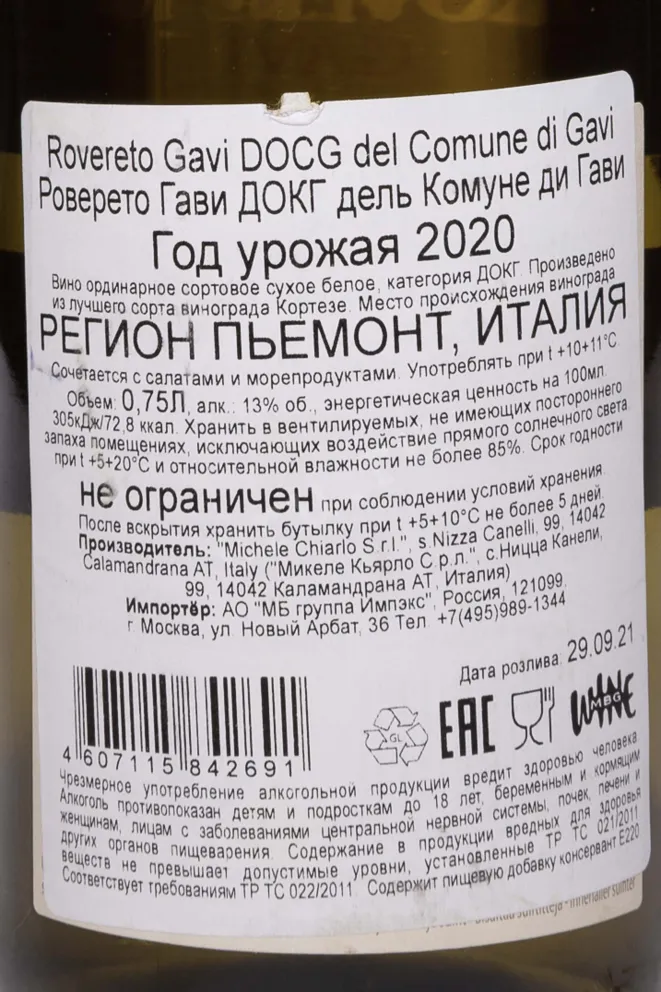 Rovereto Gavi DOCG del Comune di Gavi
Роверето Гави ДОКГ дель Комуне ди Гави
Год урожая 2020
Вино ординарное сортовое сухое белое, категория ДОКГ. Произведено
из лучшего сорта винограда Кортезе. Место происхождения винограда
РЕГИОН ПЬЕМОНТ, ИТАЛИЯ
Сочетается с салатами и морепродуктами. Употреблять при t +10+11°C
Объем: 0,75Л, алк.: 13% об., энергетическая ценность на 100мл.
305кДж/72,8 ккал. Хранить в вентилируемых, не имеющих постороннего
запаха помещениях, исключающих воздействие прямого солнечного света
при t +5+20°C и относительной влажности не более 85%. Срок годности
не ограничен при соблюдении условий хранения.
После вскрытия хранить бутылку при t +5+10°C не более 5 дней.
Производитель: "Michele Chiarlo S.r.l.", s.Nizza Canelli, 99, 14042
Calamandrana AT, Italy ("Микеле Кьярло С.р.л.", с.Ницца Канели,
99, 14042 Каламандрана АТ, Италия)
Импортёр: АО "МБ группа Импэкс", Россия, 121099,
г. Москва, ул. Новый Арбат, 36 Тел. +7(495)989-1344
Дата розлива: 29.09.21
4 607115 842691
GL
EAC
WINE
MBG
Чрезмерное употребление алкогольной продукции вредит здоровью человека.
Алкоголь противопоказан детям и подросткам до 18 лет, беременным и кормящим
женщинам, лицам с заболеваниями центральной нервной системы, почек, печени и
других органов пищеварения. Содержание в продукции вредных для здоровья
веществ не превышает допустимые уровни, установленные ТР ТС 021/2011
Соответствует требованиям ТР ТС 022/2011. Содержит пищевую добавку консервант Е220